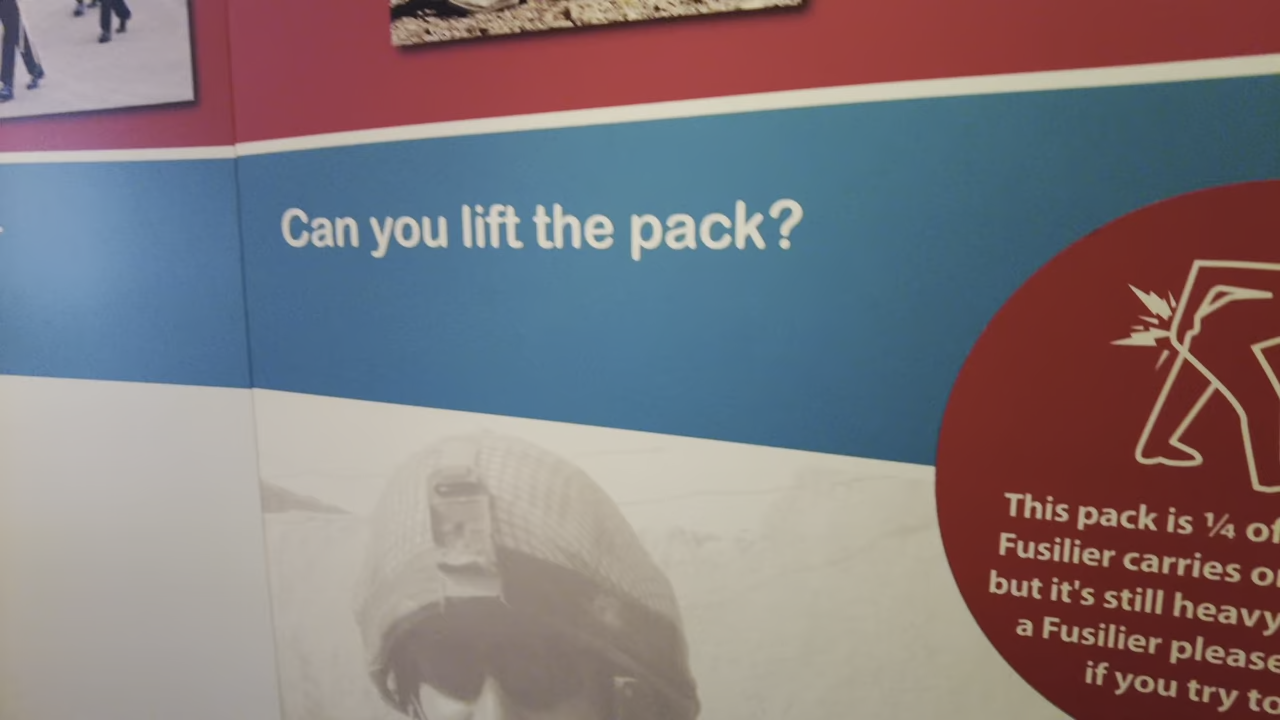 Can you lift the pack?
This pack is ¼ of
Fusilier carries
but it's still heavy
a Fusilier please
if you try to